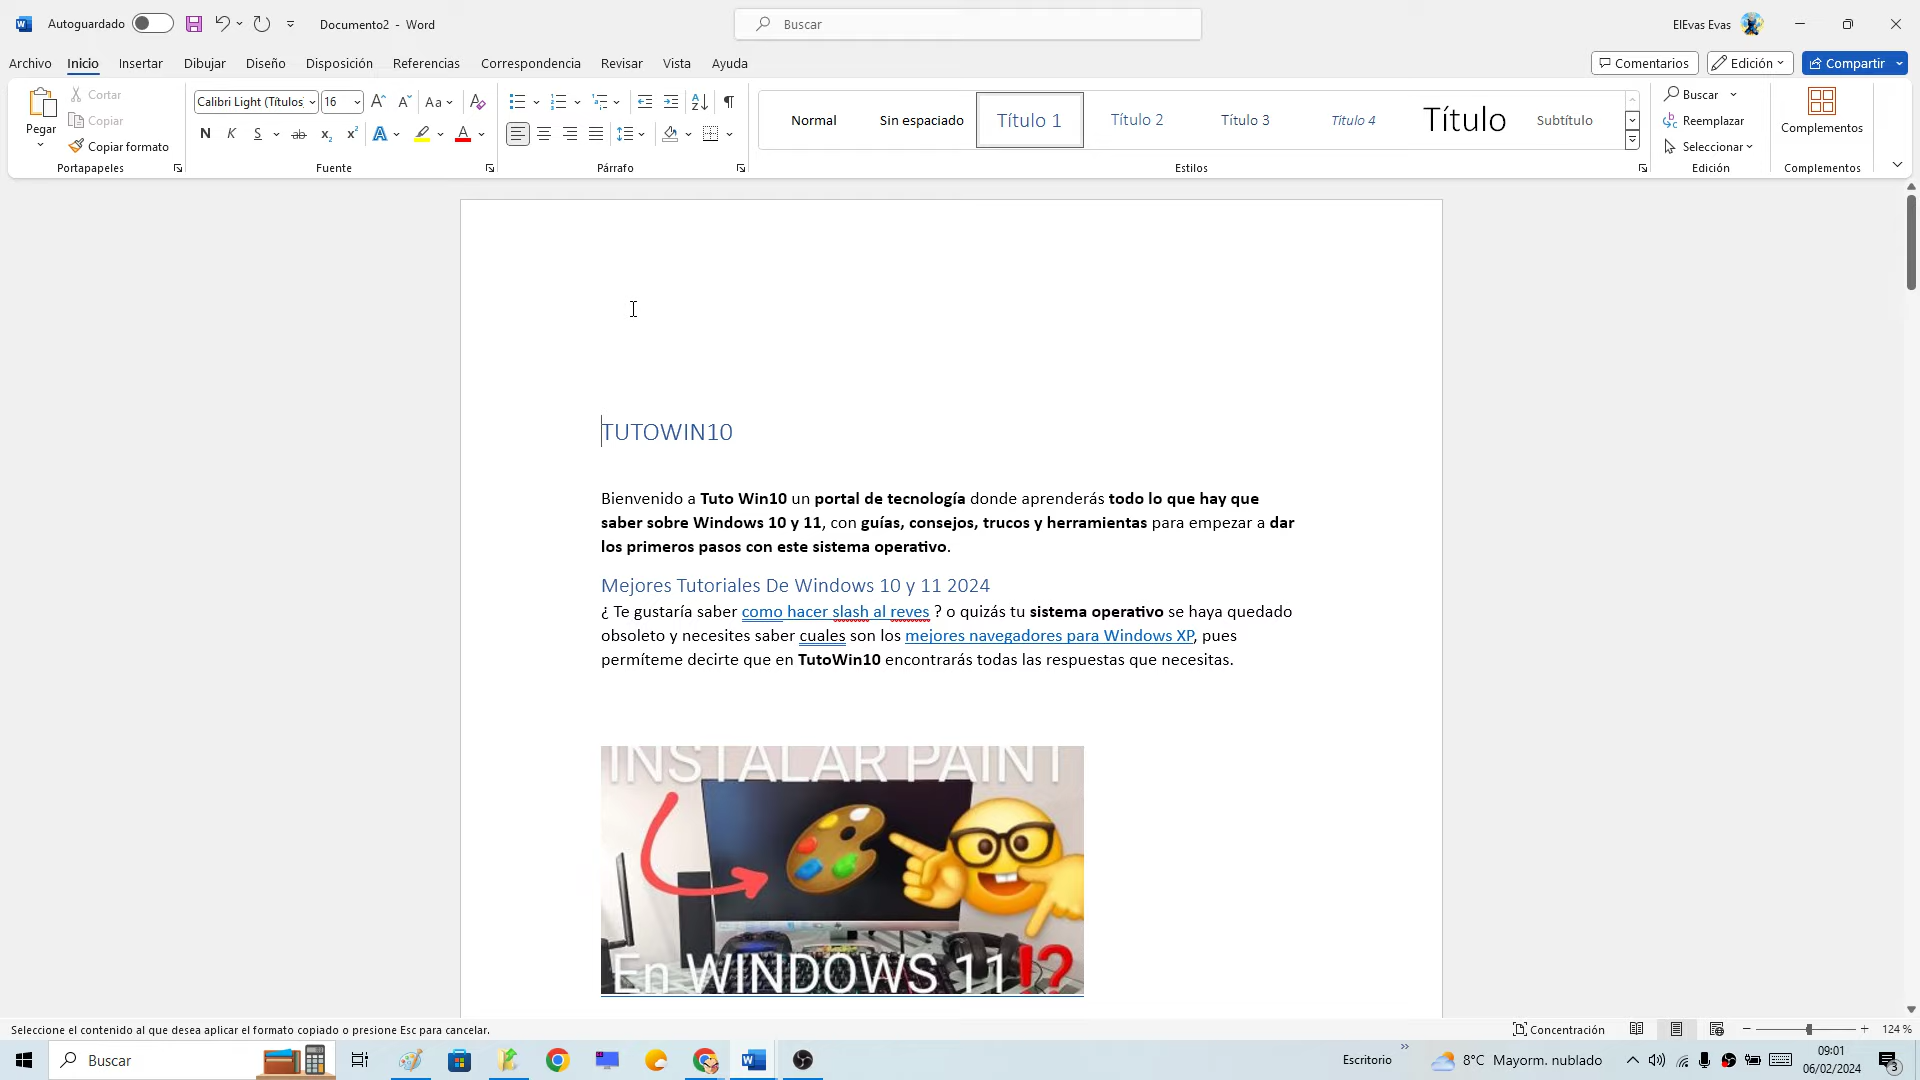 Autoguardado
Documento2 - Word
Buscar
ElEvas Evas
Archivo Inicio Insertar Dibujar Diseño Disposición Referencias Correspondencia Revisar Vista Ayuda
Comentarios Edición Compartir
Pegar
Cortar
Copiar
Copiar formato
Portapapeles
Calibri Light (Títulos 16
Aa
N K S ab x₂ x² A A
Fuente
Párrafo
Normal Sin espaciado Título 1 Título 2 Título 3 Título 4 Título Subtítulo
Estilos
Buscar
Reemplazar
Seleccionar
Edición
Complementos
Complementos
TUTOWIN10
Bienvenido a Tuto Win10 un portal de tecnología donde aprenderás todo lo que hay que
saber sobre Windows 10 y 11, con guías, consejos, trucos y herramientas para empezar a dar
los primeros pasos con este sistema operativo.
Mejores Tutoriales De Windows 10 y 11 2024
¿ Te gustaría saber como hacer slash al reves ? o quizás tu sistema operativo se haya quedado
obsoleto y necesites saber cuales son los mejores navegadores para Windows XP, pues
permíteme decirte que en TutoWin10 encontrarás todas las respuestas que necesitas.
INSTALAR PAINT
En WINDOWS 11⁉
Seleccione el contenido al que desea aplicar el formato copiado o presione Esc para cancelar.
Concentración
124 %
Buscar
Escritorio
8°C Mayorm. nublado
09:01
06/02/2024
3